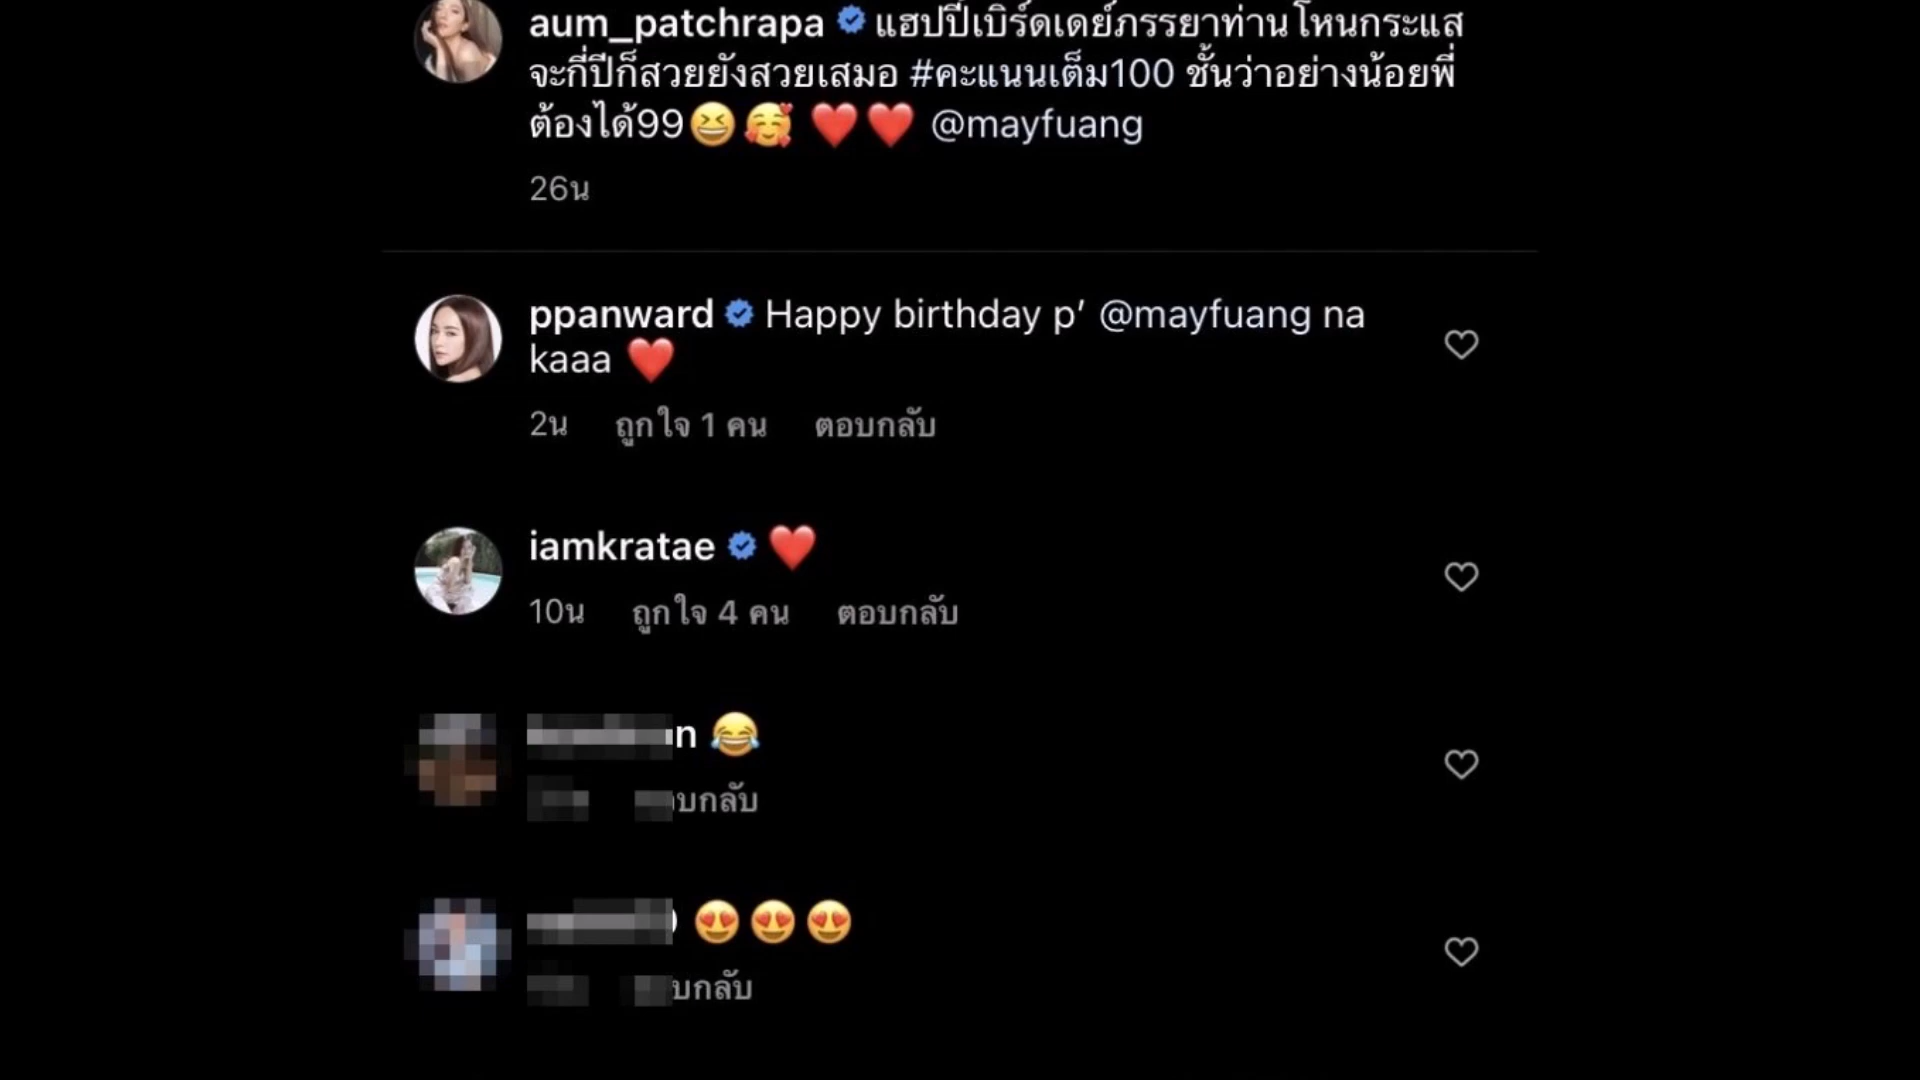 aum_patchrapa แฮปปี้เบิร์ดเดย์ภรรยาท่านโหนกระแส
จะกี่ปีก็สวยยังสวยเสมอ #คะแนนเต็ม100 ชั้นว่าอย่างน้อยพี่
ต้องได้99😆🥰 ❤️❤️ @mayfuang
26น
ppanward Happy birthday p’ @mayfuang na
kaaa ❤️
2น ถูกใจ 1 คน ตอบกลับ
iamkratae ❤️
10น ถูกใจ 4 คน ตอบกลับ
n 😂
บกลับ
😍😍😍
บกลับ